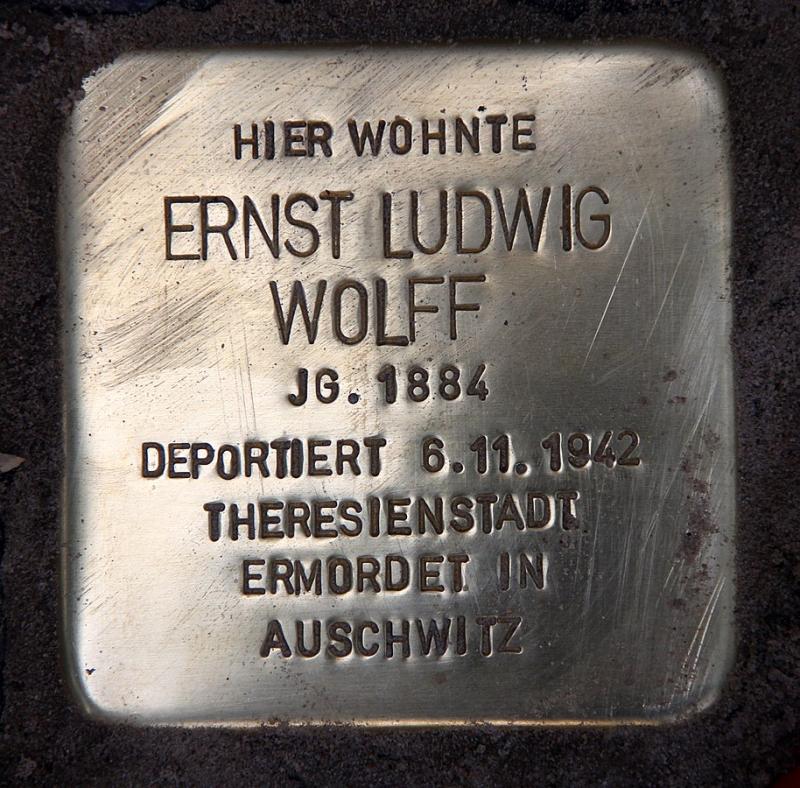 HIER WOHNTE
ERNST LUDWIG
WOLFF
JG. 1884
DEPORTIERT 6.11.1942
THERESIENSTADT
ERMORDET IN
AUSCHWITZ